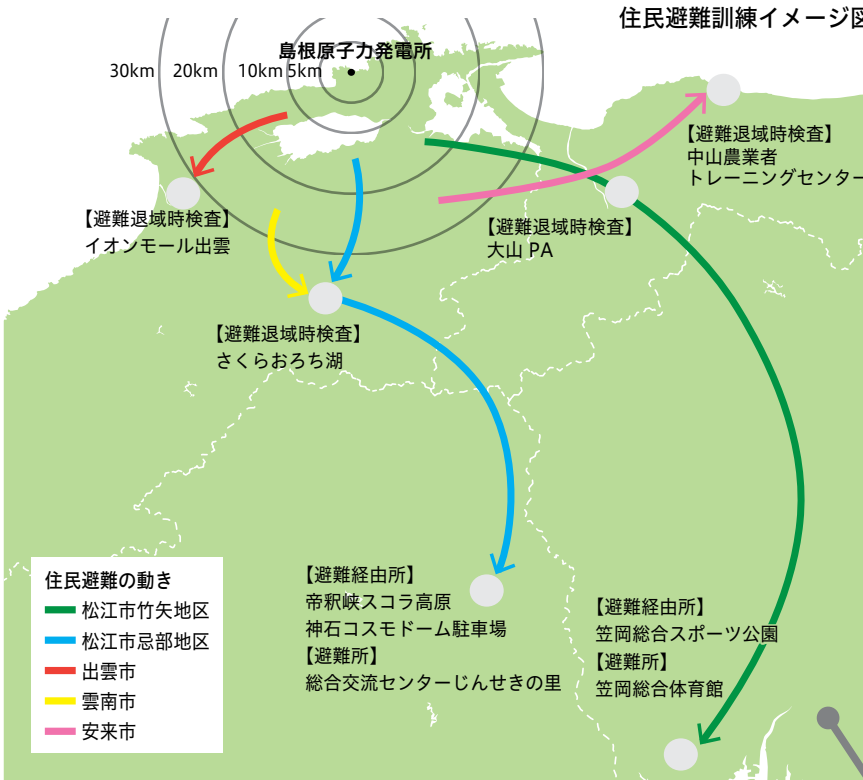 住民避難訓練イメージ図
島根原子力発電所
30km 20km 10km 5km
【避難退域時検査】
中山農業者
トレーニングセンター
【避難退域時検査】
イオンモール出雲
【避難退域時検査】
大山 PA
【避難退域時検査】
さくらおろち湖
住民避難の動き
松江市竹矢地区
松江市忌部地区
出雲市
雲南市
安来市
【避難経由所】
帝釈峡スコラ高原
神石コスモドーム駐車場
【避難所】
総合交流センターじんせきの里
【避難経由所】
笠岡総合スポーツ公園
【避難所】
笠岡総合体育館